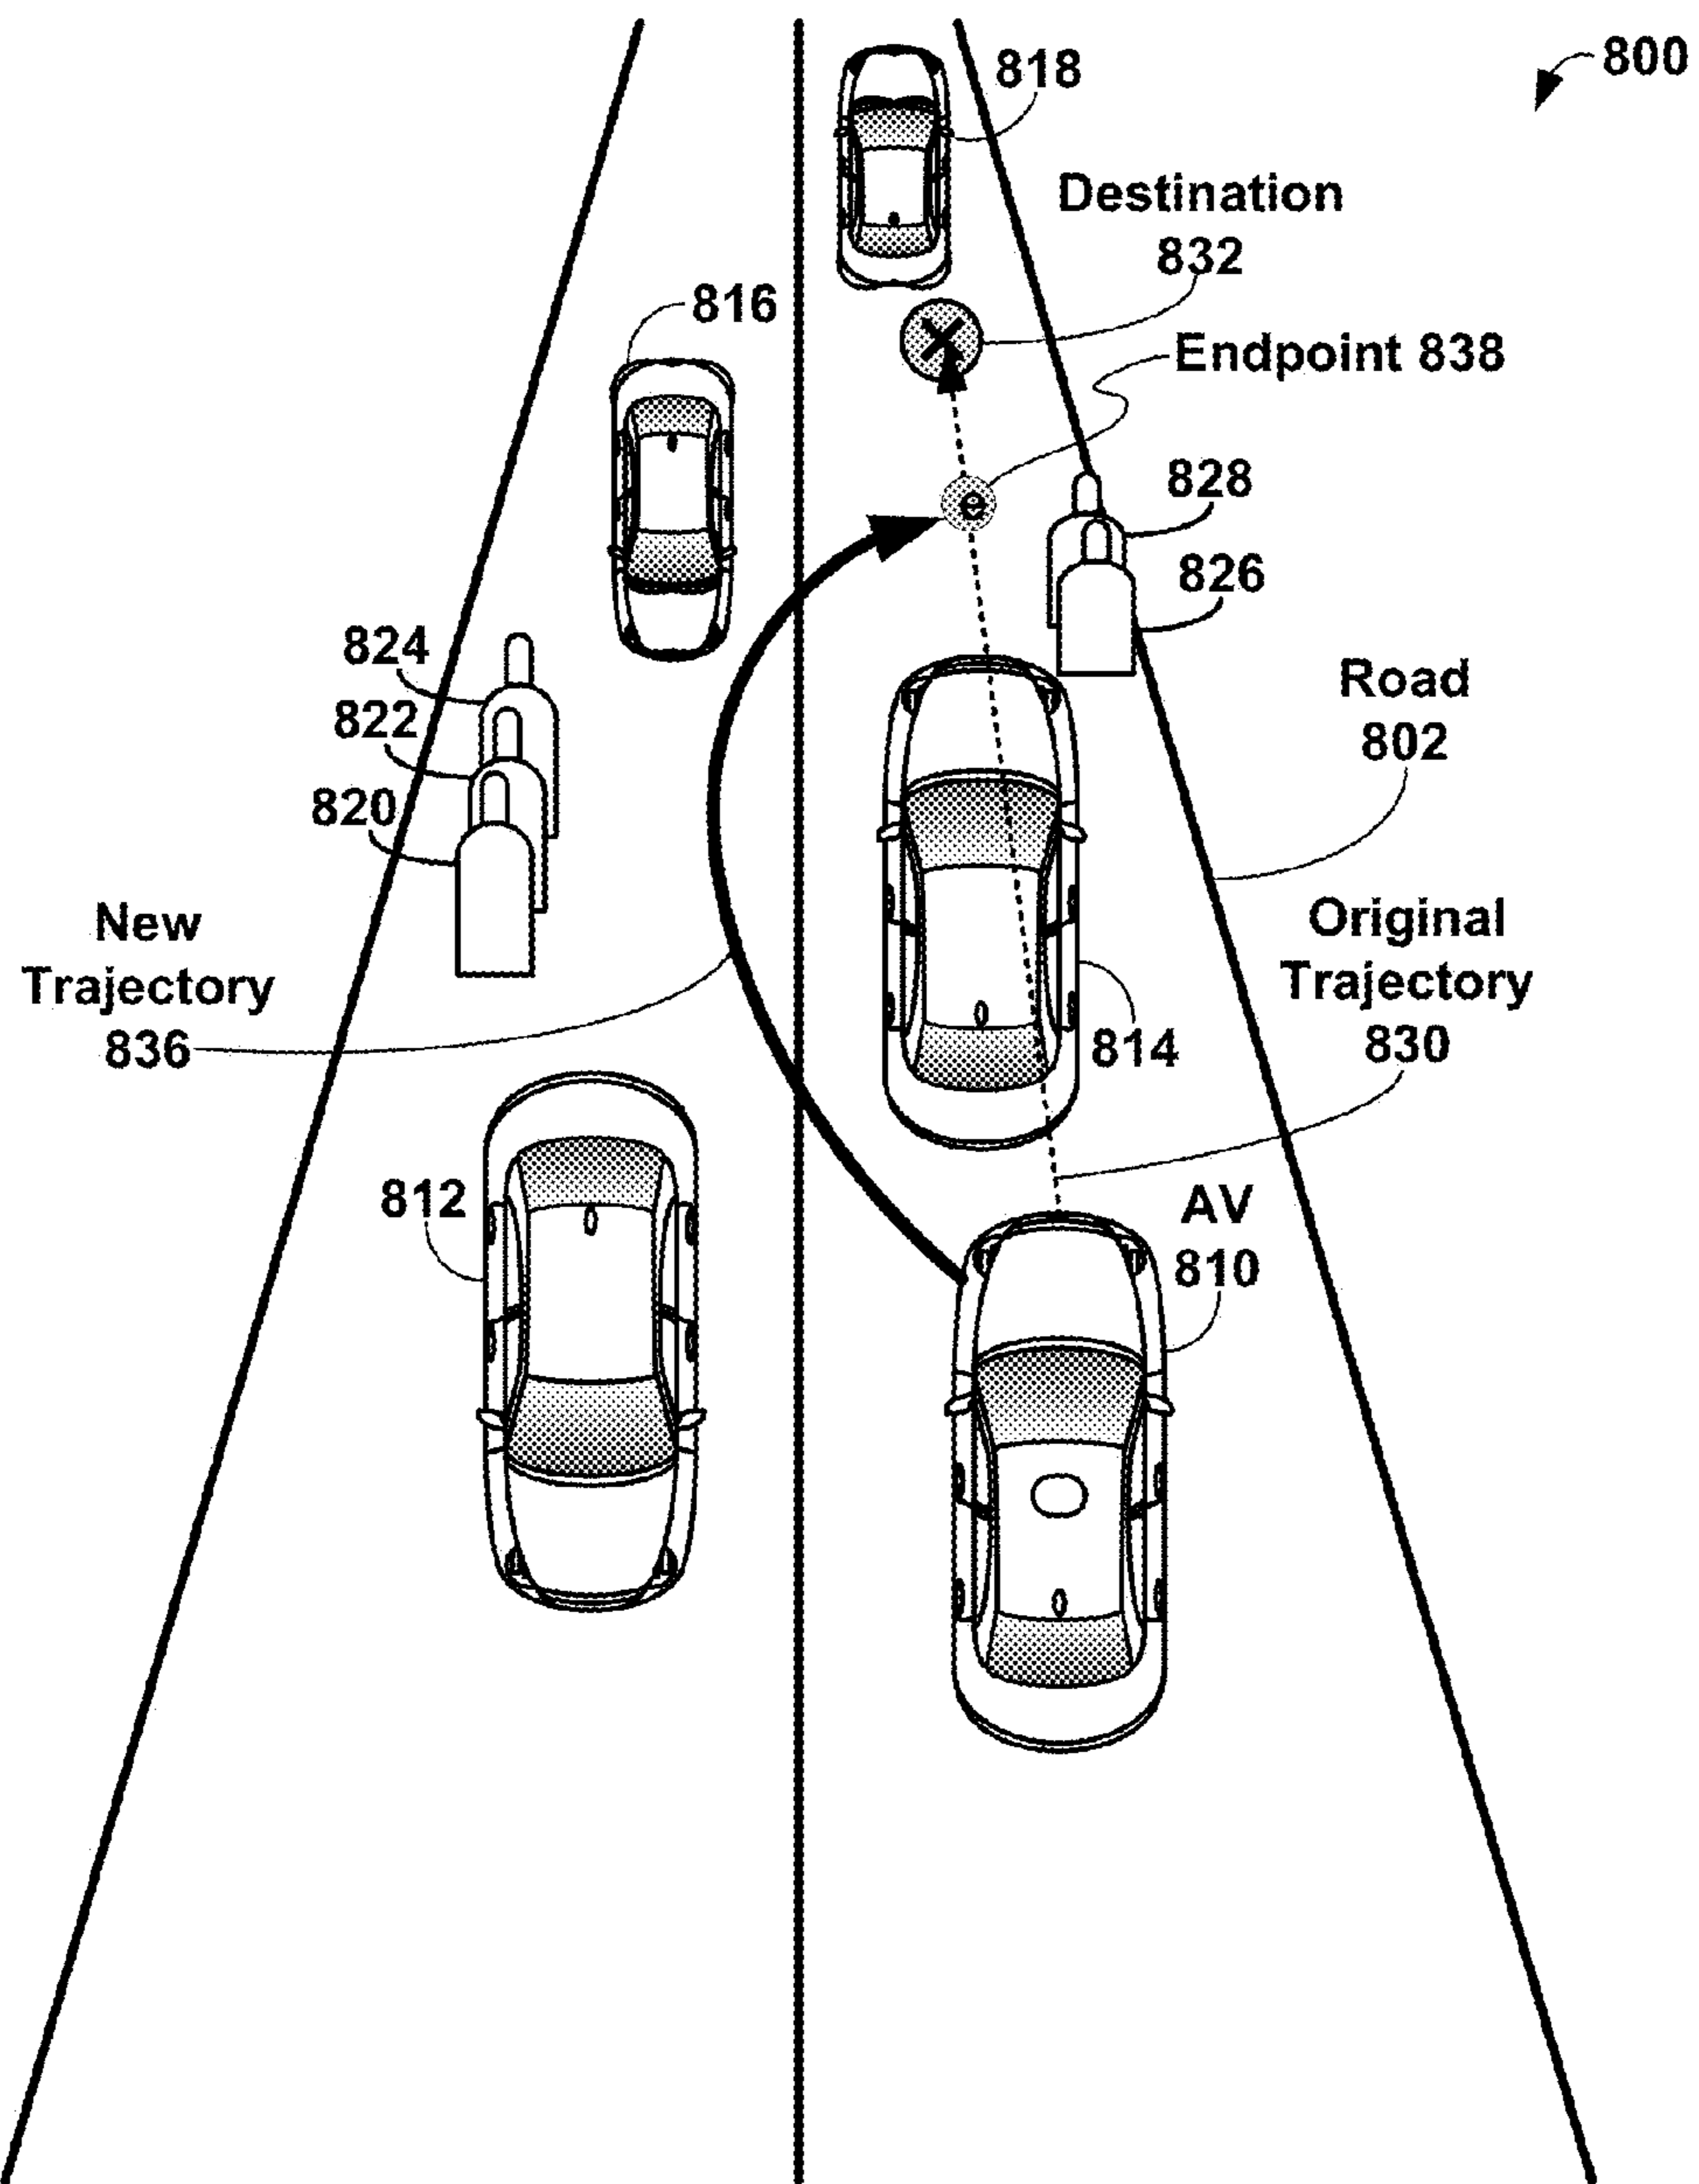 800
818
Destination
832
816
Endpoint 838
e
828
826
824
822
820
Road
802
New
Trajectory
836
Original
Trajectory
830
814
812
AV
810